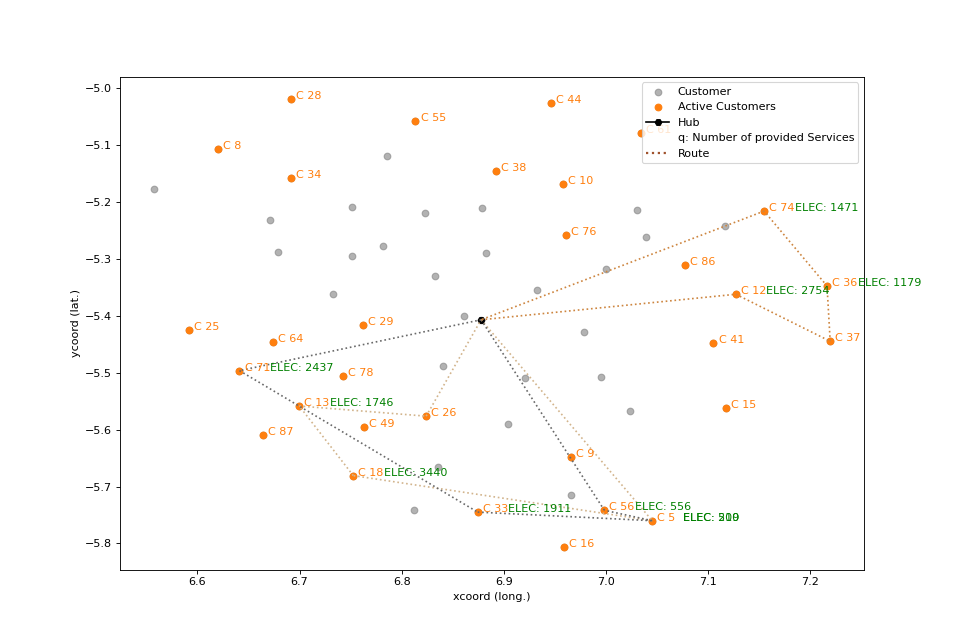 Customer
Active Customers
Hub
q: Number of provided Services
Route
C 28
C 44
C 55
C 8
C 38
C 34
C 10
C 74 ELEC: 1471
C 76
C 86
C 36 ELEC: 1179
C 12 ELEC: 2754
C 29
C 25
C 64
C 41
C 37
C 71 ELEC: 2437
C 78
C 13 ELEC: 1746
C 15
C 26
C 49
C 87
C 9
C 18 ELEC: 3440
C 33 ELEC: 1911
C 56 ELEC: 556
C 5 ELEC:
C 16
−5.0
−5.1
−5.2
−5.3
−5.4
−5.5
−5.6
−5.7
−5.8
ycoord (lat.)
6.6 6.7 6.8 6.9 7.0 7.1 7.2
xcoord (long.)